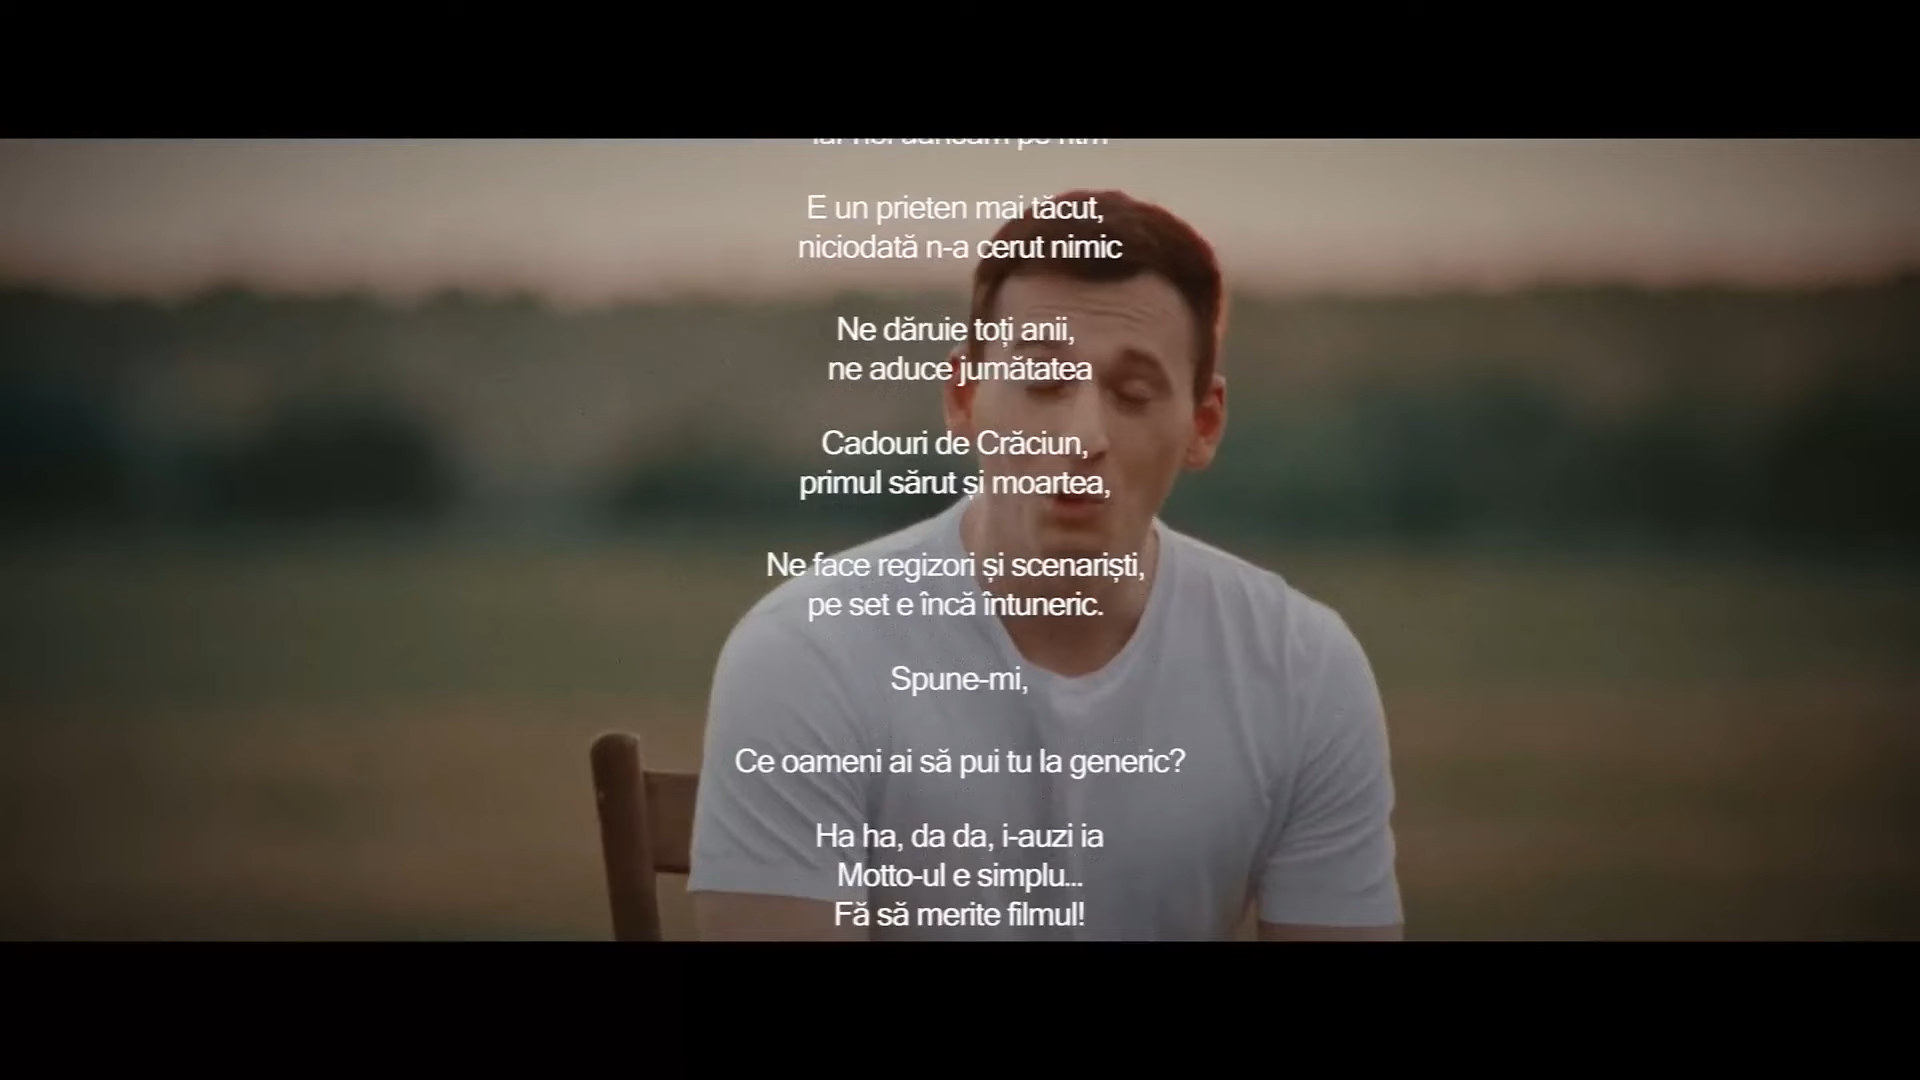 E un prieten mai tăcut,
niciodată n-a cerut nimic
Ne dăruie toți anii,
ne aduce jumătatea
Cadouri de Crăciun,
primul sărut și moartea,
Ne face regizori și scenariști,
pe set e încă întuneric.
Spune-mi,
Ce oameni ai să pui tu la generic?
Ha ha, da da, i-auzi ia
Motto-ul e simplu...
Fă să merite filmul!